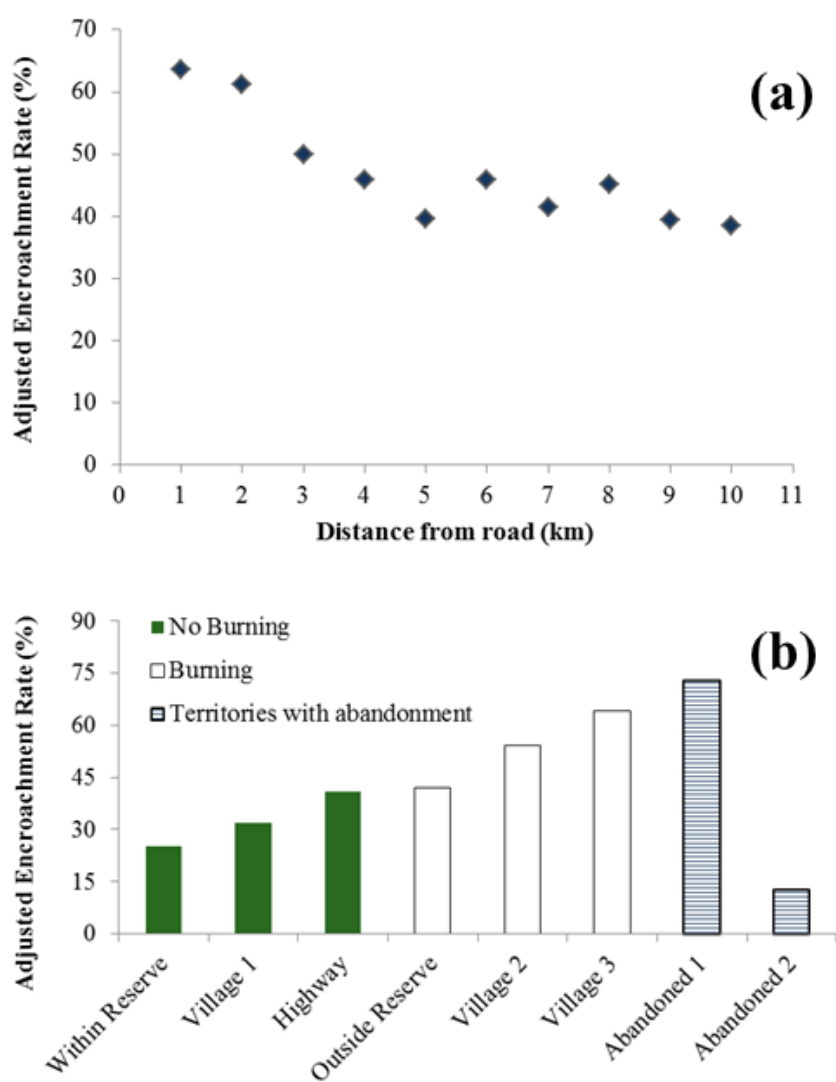 70
60
50
40
30
20
10
0
Adjusted Encroachment Rate (%)
(a)
0 1 2 3 4 5 6 7 8 9 10 11
Distance from road (km)
90
75
60
45
30
15
0
Adjusted Encroachment Rate (%)
No Burning
Burning
Territories with abandonment
(b)
Within Reserve
Village 1
Highway
Outside Reserve
Village 2
Village 3
Abandoned 1
Abandoned 2